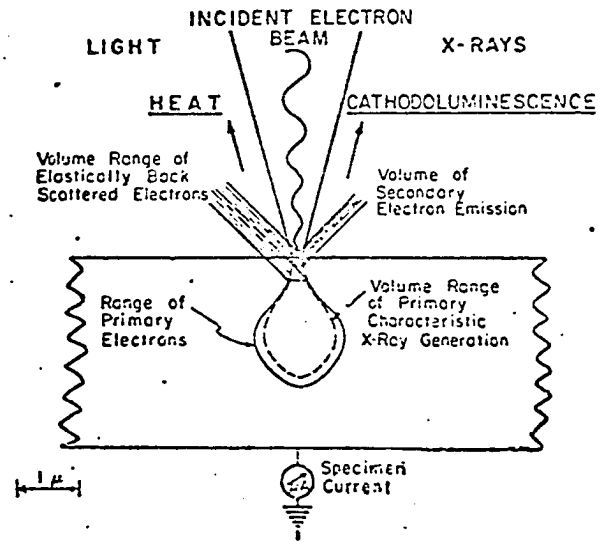 INCIDENT ELECTRON
BEAM
LIGHT
X-RAYS
HEAT
CATHODOLUMINESCENCE
Volume Range of
Elastically Back
Scattered Electrons
Volume of
Secondary
Electron Emission
Range of
Primary
Electrons
Volume Range
of Primary
Characteristic
X-Ray Generation
Specimen
Current
1 μ